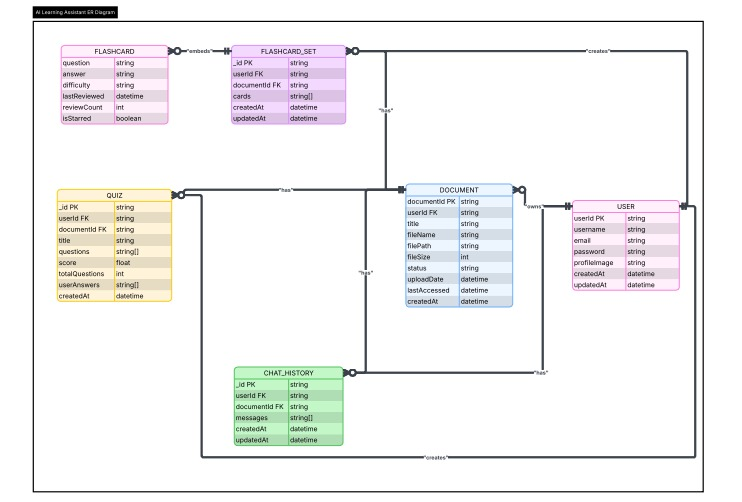 AI Learning Assistant ER Diagram
FLASHCARD
question string
answer string
difficulty string
lastReviewed datetime
reviewCount int
isStarred boolean
"embeds"
FLASHCARD_SET
_id PK string
userId FK string
documentId FK string
cards string[]
createdAt datetime
updatedAt datetime
"creates"
"has"
QUIZ
_id PK string
userId FK string
documentId FK string
title string
questions string[]
score float
totalQuestions int
userAnswers string[]
createdAt datetime
"has"
"has"
DOCUMENT
documentId PK string
userId FK string
title string
fileName string
filePath string
fileSize int
status string
uploadDate datetime
lastAccessed datetime
createdAt datetime
"owns"
USER
userId PK string
username string
email string
password string
profileImage string
createdAt datetime
updatedAt datetime
CHAT_HISTORY
_id PK string
userId FK string
documentId FK string
messages string[]
createdAt datetime
updatedAt datetime
"has"
"creates"